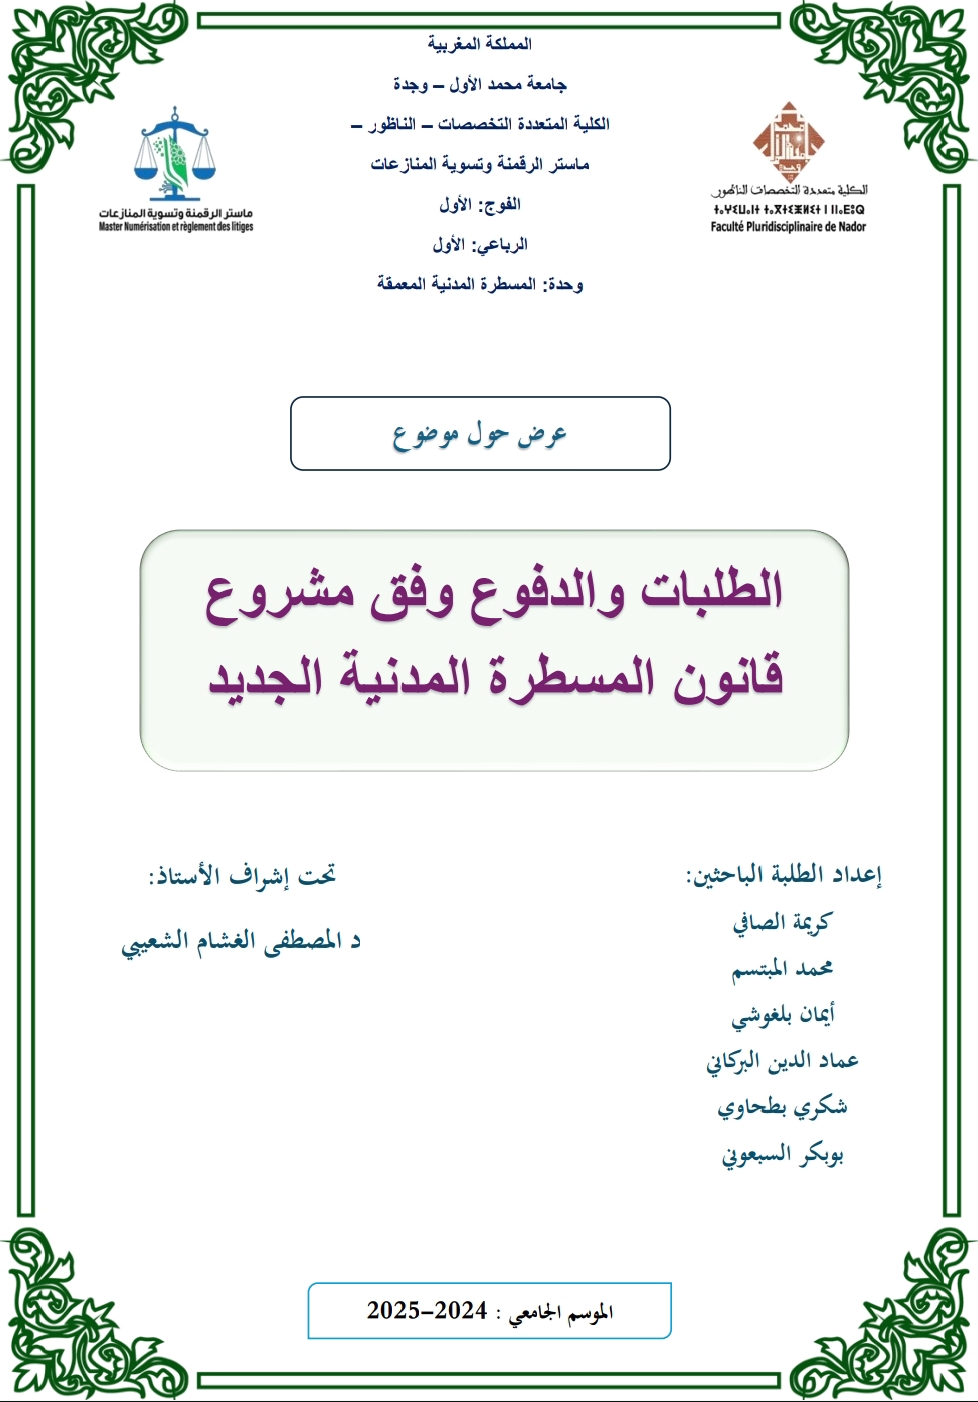 المملكة المغربية
جامعة محمد الأول – وجدة
الكلية المتعددة التخصصات – الناظور –
ماستر الرقمنة وتسوية المنازعات
الفوج: الأول
الرباعي: الأول
وحدة: المسطرة المدنية المعمقة
الكلية متعددة التخصصات الناظور
ⵜⴰⵖⵉⵡⴰⵏⵜ ⵜⴰⴳⵜⵉⵣⵍⵉⵜ ⵏ ⵏⵏⴰⴹⵓⵕ
Faculté Pluridisciplinaire de Nador
ماستر الرقمنة وتسوية المنازعات
Master Numérisation et règlement des litiges
عرض حول موضوع
الطلبات والدفوع وفق مشروع
قانون المسطرة المدنية الجديد
إعداد الطلبة الباحثين:
كريمة الصافي
محمد المبتسم
أيمان بلغوشي
عماد الدين البركاني
شكري بطحاوي
بوبكر السبعوني
تحت إشراف الأستاذ:
د المصطفى الغشام الشعيبي
الموسم الجامعي : 2024–2025